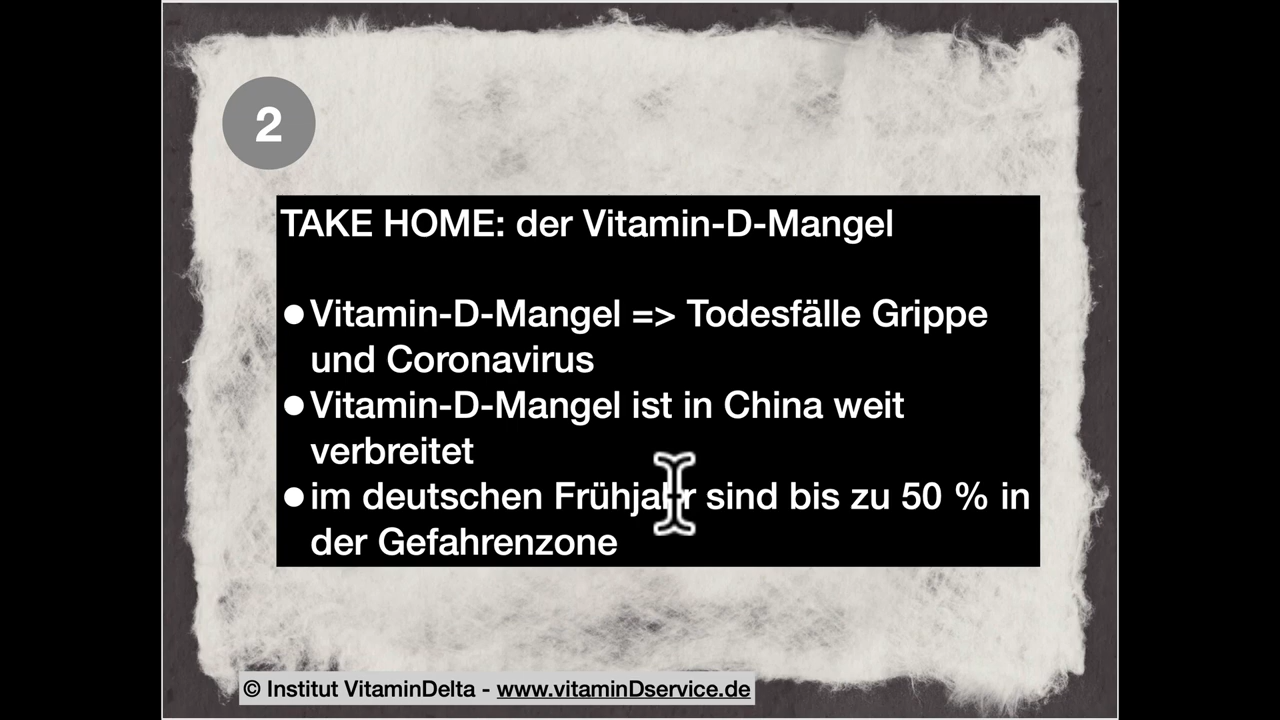 2
TAKE HOME: der Vitamin-D-Mangel
●Vitamin-D-Mangel => Todesfälle Grippe
und Coronavirus
●Vitamin-D-Mangel ist in China weit
verbreitet
●im deutschen Frühjahr sind bis zu 50 % in
der Gefahrenzone
© Institut VitaminDelta - www.vitaminDservice.de